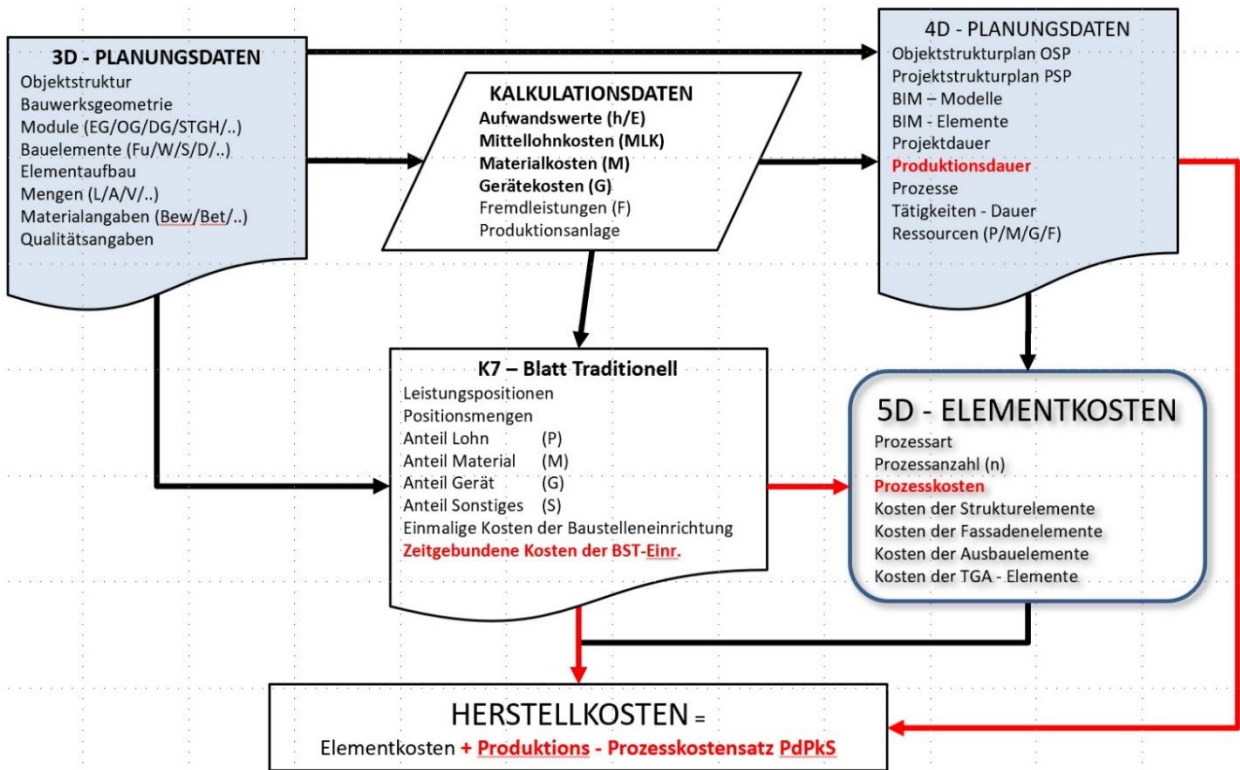 3D - PLANUNGSDATEN
Objektstruktur
Bauwerksgeometrie
Module (EG/OG/DG/STGH/..)
Bauelemente (Fu/W/S/D/..)
Elementaufbau
Mengen (L/A/V/..)
Materialangaben (Bew/Bet/..)
Qualitätsangaben
KALKULATIONSDATEN
Aufwandswerte (h/E)
Mittellohnkosten (MLK)
Materialkosten (M)
Gerätekosten (G)
Fremdleistungen (F)
Produktionsanlage
4D - PLANUNGSDATEN
Objektstrukturplan OSP
Projektstrukturplan PSP
BIM – Modelle
BIM - Elemente
Projektdauer
Produktionsdauer
Prozesse
Tätigkeiten - Dauer
Ressourcen (P/M/G/F)
K7 – Blatt Traditionell
Leistungspositionen
Positionsmengen
Anteil Lohn (P)
Anteil Material (M)
Anteil Gerät (G)
Anteil Sonstiges (S)
Einmalige Kosten der Baustelleneinrichtung
Zeitgebundene Kosten der BST-Einr.
5D - ELEMENTKOSTEN
Prozessart
Prozessanzahl (n)
Prozesskosten
Kosten der Strukturelemente
Kosten der Fassadenelemente
Kosten der Ausbauelemente
Kosten der TGA - Elemente
HERSTELLKOSTEN =
Elementkosten + Produktions - Prozesskostensatz PdPkS